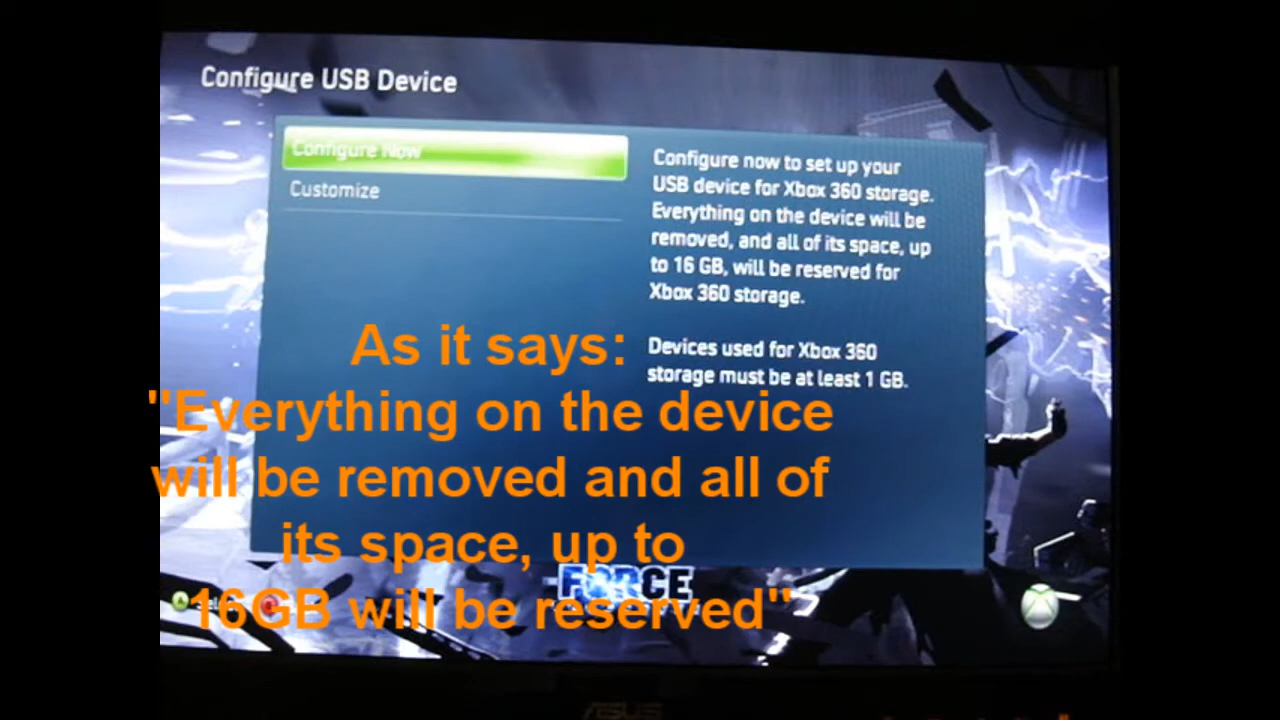 Configure USB Device
Configure Now
Customize
Configure now to set up your
USB device for Xbox 360 storage.
Everything on the device will be
removed, and all of its space, up
to 16 GB, will be reserved for
Xbox 360 storage.
Devices used for Xbox 360
storage must be at least 1 GB.
As it says:
"Everything on the device
will be removed and all of
its space, up to
16GB will be reserved"
FORCE
ASUS